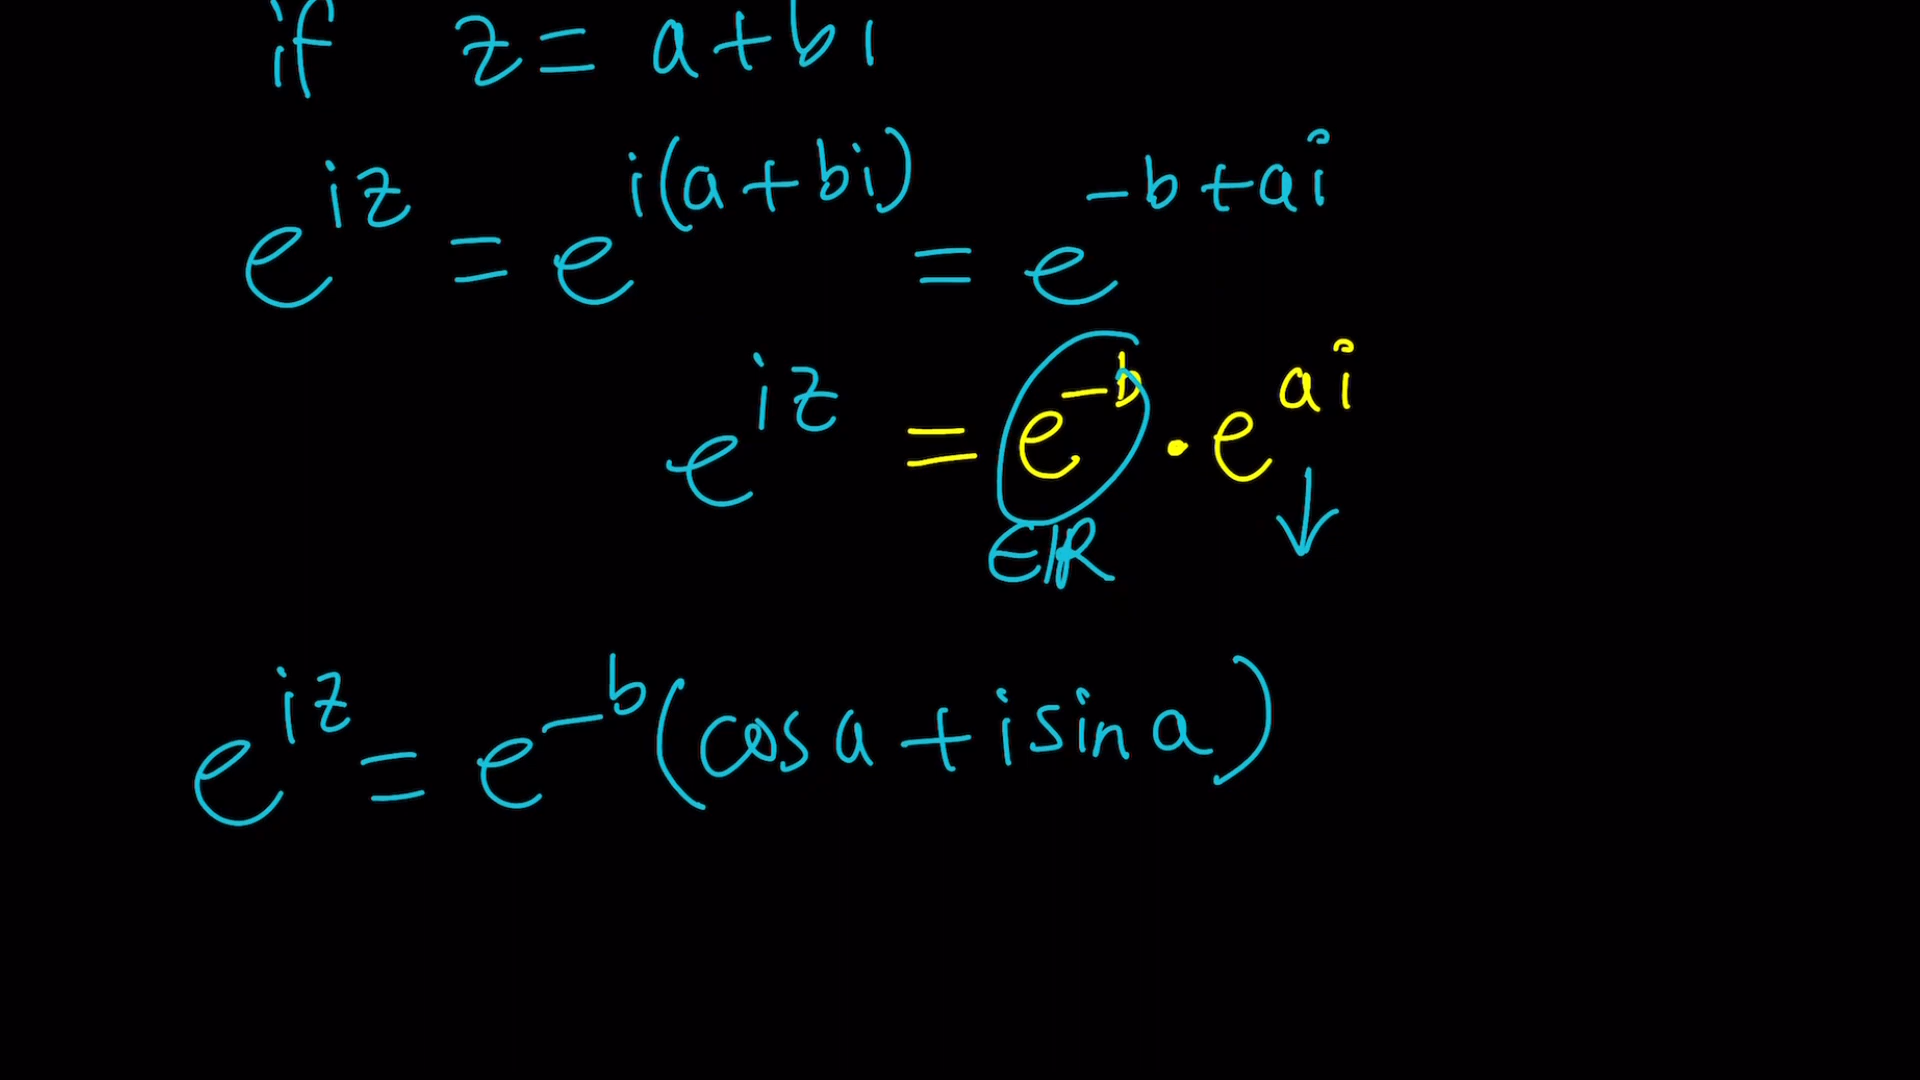 if z = a+bi
e^{iz} = e^{i(a+bi)} = e^{-b+ai}
e^{iz} = e^{-b} · e^{ai}
∈ℝ ↓
e^{iz} = e^{-b}(cos a + i sin a)